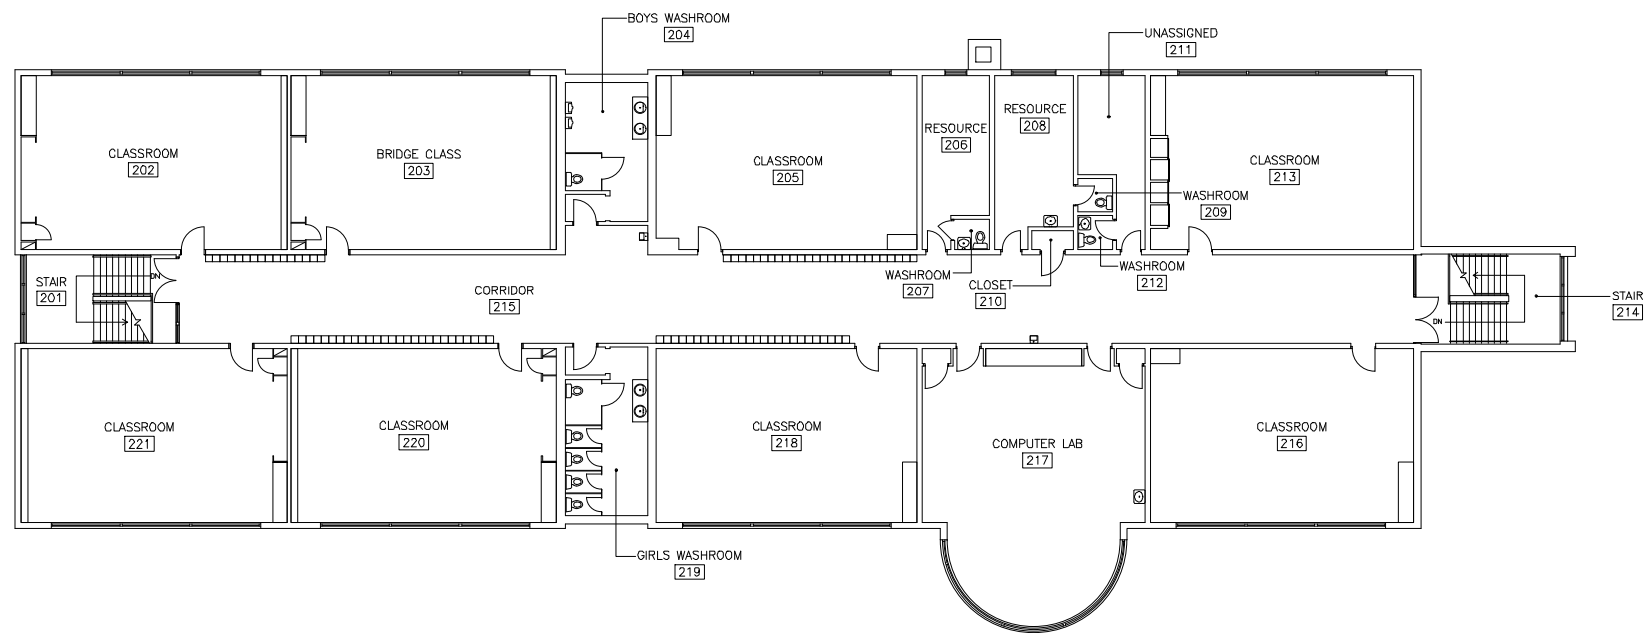 BOYS WASHROOM
204
UNASSIGNED
211
CLASSROOM
202
BRIDGE CLASS
203
CLASSROOM
205
RESOURCE
206
RESOURCE
208
CLASSROOM
213
WASHROOM
209
WASHROOM
207
CLOSET
210
WASHROOM
212
STAIR
201
DN
CORRIDOR
215
DN
STAIR
214
CLASSROOM
221
CLASSROOM
220
CLASSROOM
218
COMPUTER LAB
217
CLASSROOM
216
GIRLS WASHROOM
219